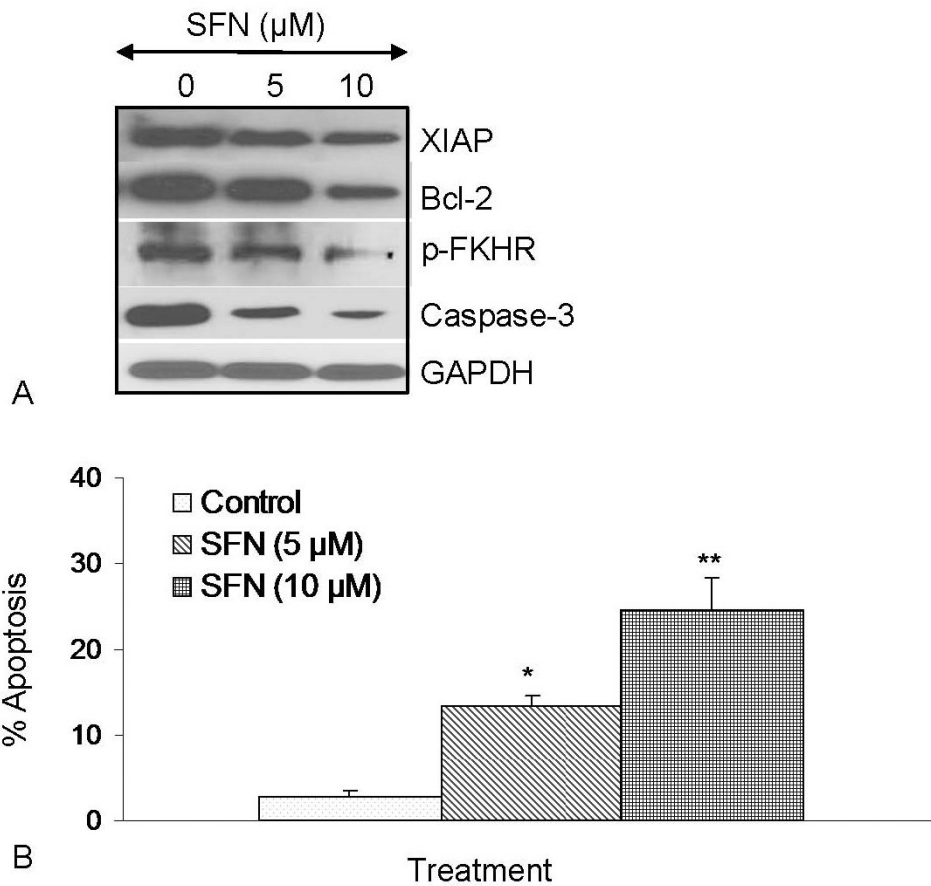 SFN (µM)
0 5 10
XIAP
Bcl-2
p-FKHR
Caspase-3
GAPDH
A
40
30
20
10
0
% Apoptosis
Control
SFN (5 µM)
SFN (10 µM)
*
**
B
Treatment